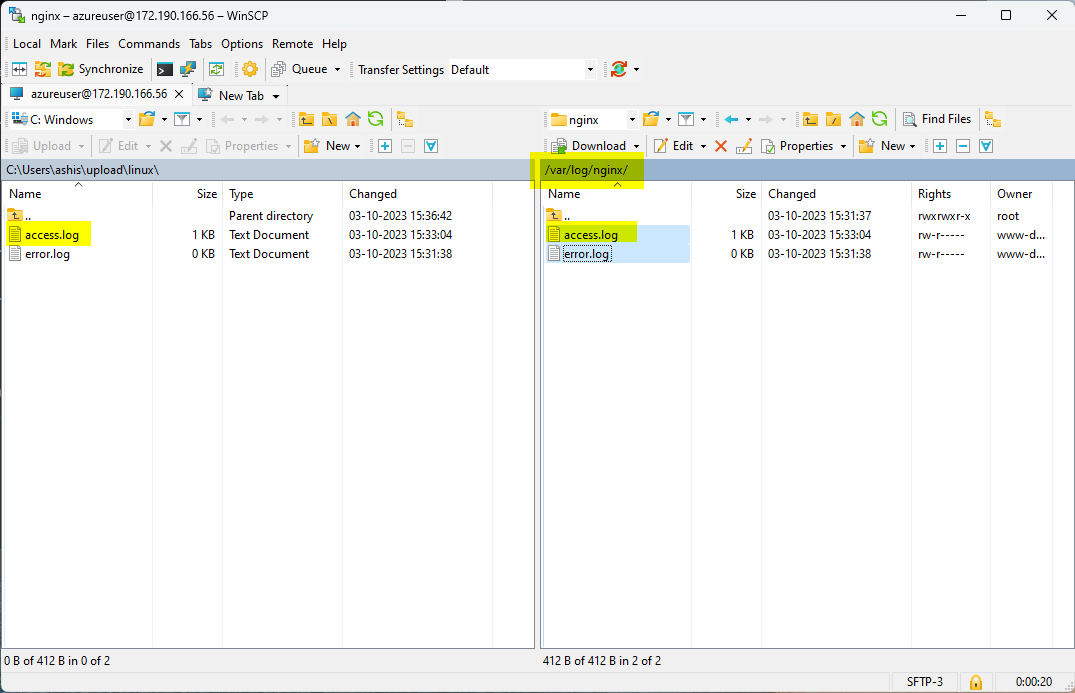 nginx – azureuser@172.190.166.56 – WinSCP
Local Mark Files Commands Tabs Options Remote Help
Synchronize Queue Transfer Settings Default
azureuser@172.190.166.56 New Tab
C: Windows
Upload Edit Properties New
C:\Users\ashis\upload\linux\
Name Size Type Changed
.. Parent directory 03-10-2023 15:36:42
access.log 1 KB Text Document 03-10-2023 15:33:04
error.log 0 KB Text Document 03-10-2023 15:31:38
0 B of 412 B in 0 of 2
nginx Find Files
Download Edit Properties New
/var/log/nginx/
Name Size Changed Rights Owner
.. 03-10-2023 15:31:37 rwxrwxr-x root
access.log 1 KB 03-10-2023 15:33:04 rw-r----- www-d...
error.log 0 KB 03-10-2023 15:31:38 rw-r----- www-d...
412 B of 412 B in 2 of 2
SFTP-3 0:00:20